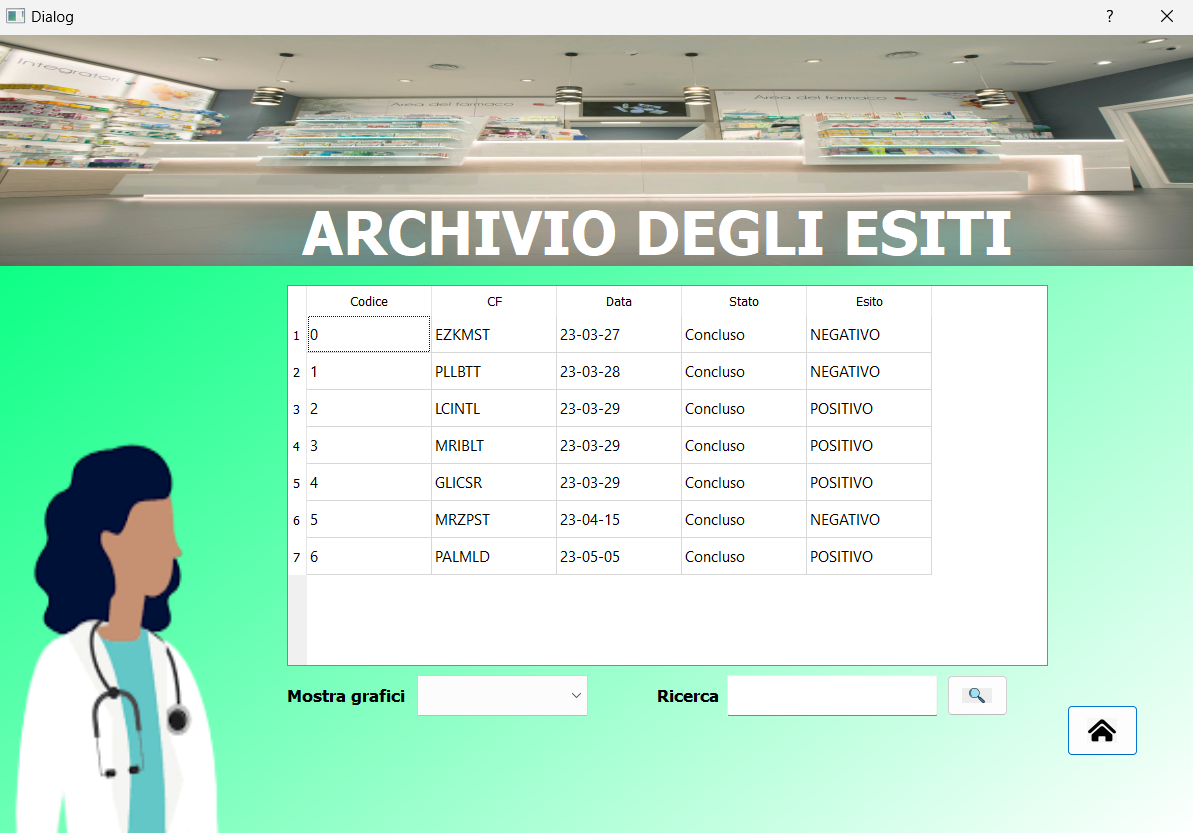 Dialog ?
Integratori
Area del farmaco
Area del farmaco
ARCHIVIO DEGLI ESITI
Codice CF Data Stato Esito
1 0 EZKMST 23-03-27 Concluso NEGATIVO
2 1 PLLBTT 23-03-28 Concluso NEGATIVO
3 2 LCINTL 23-03-29 Concluso POSITIVO
4 3 MRIBLT 23-03-29 Concluso POSITIVO
5 4 GLICSR 23-03-29 Concluso POSITIVO
6 5 MRZPST 23-04-15 Concluso NEGATIVO
7 6 PALMLD 23-05-05 Concluso POSITIVO
Mostra grafici Ricerca